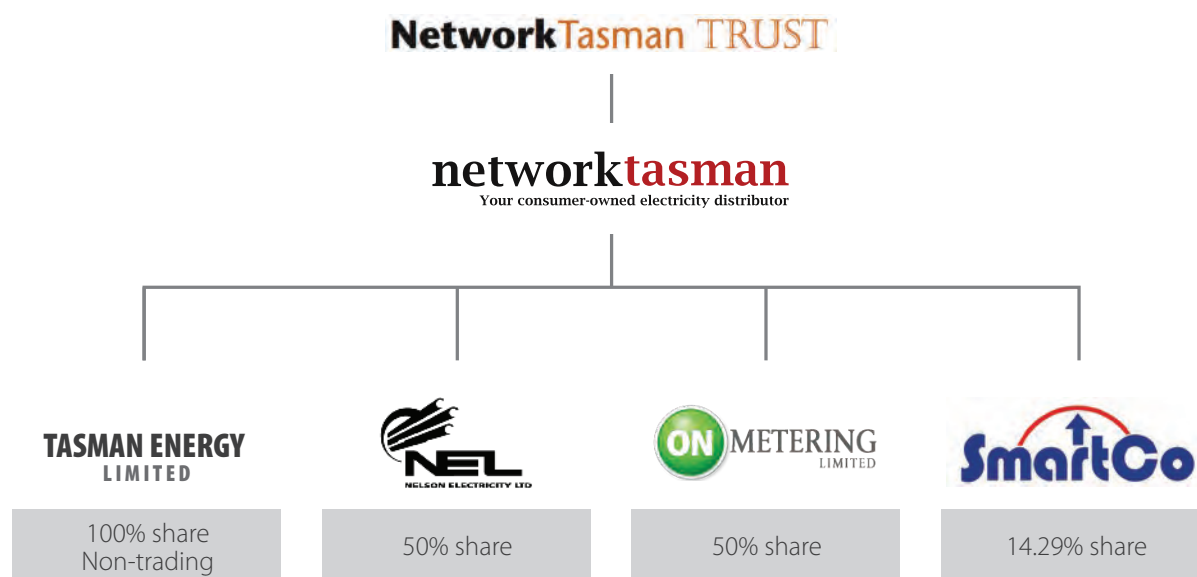 NetworkTasman TRUST
networktasman
Your consumer-owned electricity distributor
TASMAN ENERGY
LIMITED
NEL
NELSON ELECTRICITY LTD
ON METERING
LIMITED
SmartCo
100% share
Non-trading
50% share
50% share
14.29% share